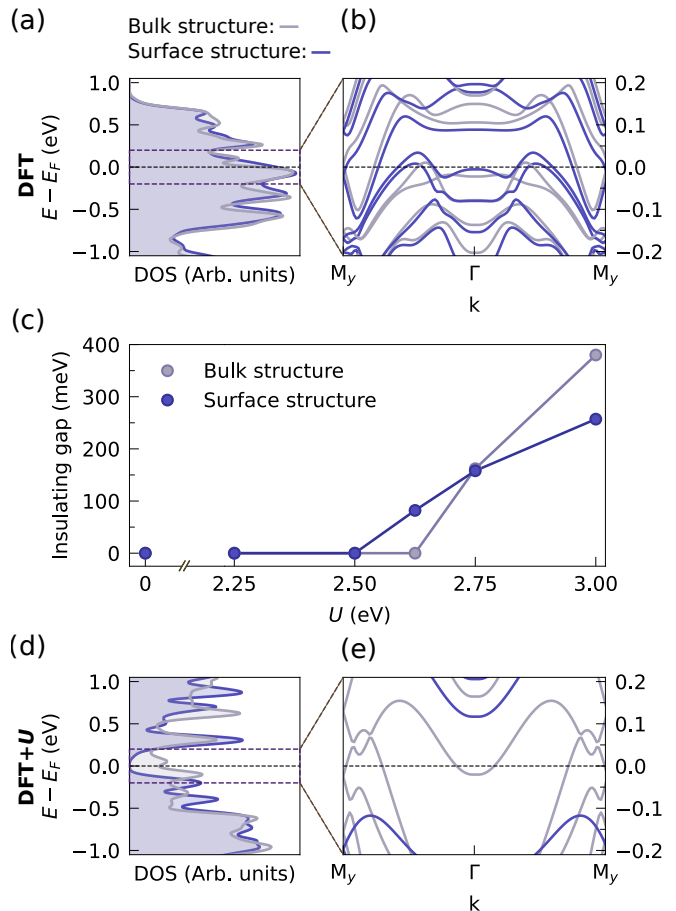 (a)
Bulk structure:
Surface structure:
(b)
1.0
0.5
0.0
−0.5
−1.0
DFT
E − E_F (eV)
DOS (Arb. units)
0.2
0.1
0.0
−0.1
−0.2
M_y
Γ
M_y
k
(c)
400
300
200
100
0
Insulating gap (meV)
Bulk structure
Surface structure
0
2.25
2.50
2.75
3.00
U (eV)
(d)
(e)
1.0
0.5
0.0
−0.5
−1.0
DFT+U
E − E_F (eV)
DOS (Arb. units)
0.2
0.1
0.0
−0.1
−0.2
M_y
Γ
M_y
k